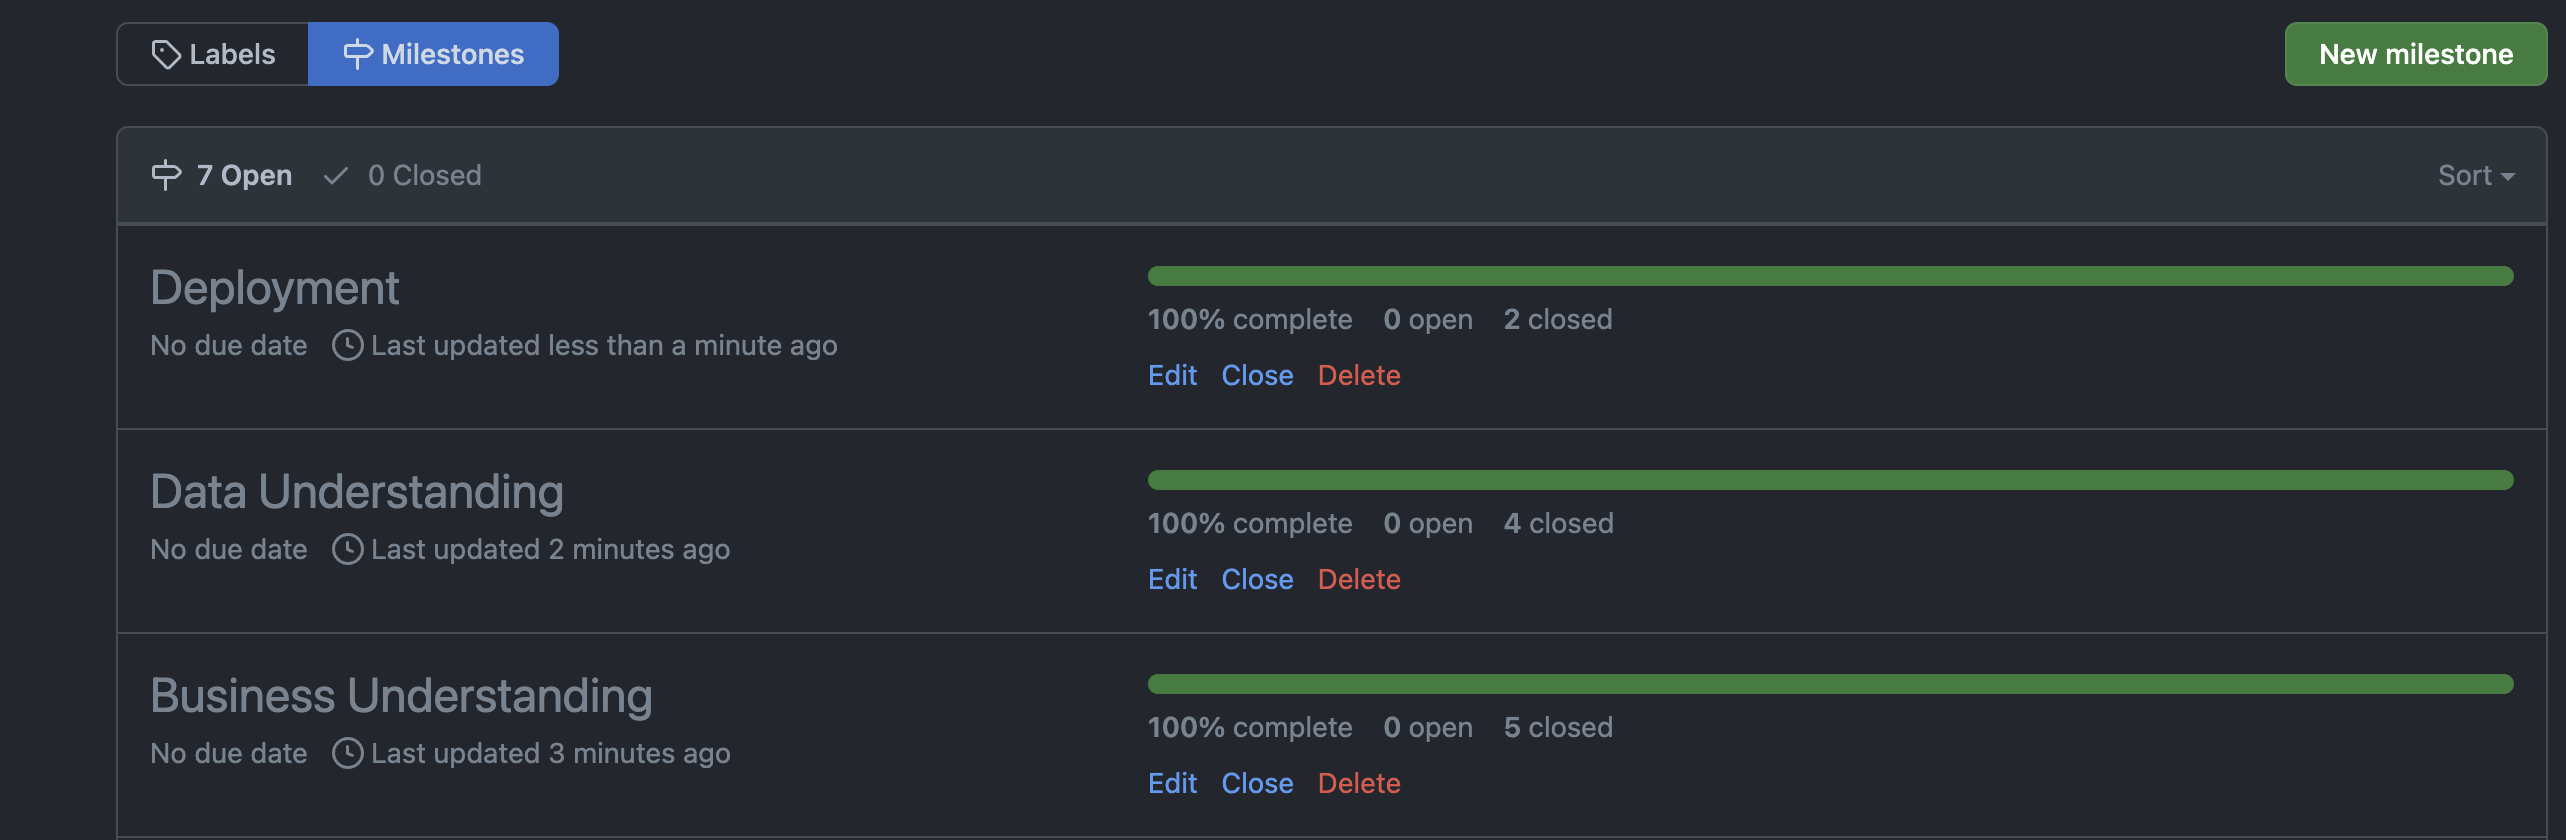 Labels Milestones New milestone
7 Open 0 Closed Sort
Deployment
No due date Last updated less than a minute ago
100% complete 0 open 2 closed
Edit Close Delete
Data Understanding
No due date Last updated 2 minutes ago
100% complete 0 open 4 closed
Edit Close Delete
Business Understanding
No due date Last updated 3 minutes ago
100% complete 0 open 5 closed
Edit Close Delete